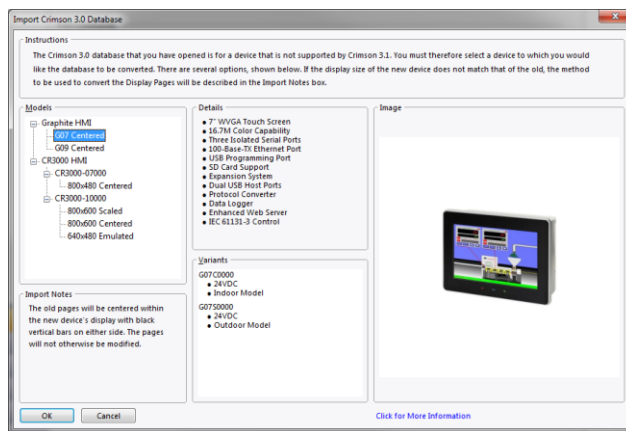 Import Crimson 3.0 Database
Instructions
The Crimson 3.0 database that you have opened is for a device that is not supported by Crimson 3.1. You must therefore select a device to which you would
like the database to be converted. There are several options, shown below. If the display size of the new device does not match that of the old, the method
to be used to convert the Display Pages will be described in the Import Notes box.
Models
Graphite HMI
G07 Centered
G09 Centered
CR3000 HMI
CR3000-07000
800x480 Centered
CR3000-10000
800x600 Scaled
800x600 Centered
640x480 Emulated
Import Notes
The old pages will be centered within
the new device's display with black
vertical bars on either side. The pages
will not otherwise be modified.
Details
● 7" WVGA Touch Screen
● 16.7M Color Capability
● Three Isolated Serial Ports
● 100-Base-TX Ethernet Port
● USB Programming Port
● SD Card Support
● Expansion System
● Dual USB Host Ports
● Protocol Converter
● Data Logger
● Enhanced Web Server
● IEC 61131-3 Control
Variants
G07C0000
● 24VDC
● Indoor Model
G07S0000
● 24VDC
● Outdoor Model
Image
OK
Cancel
Click for More Information